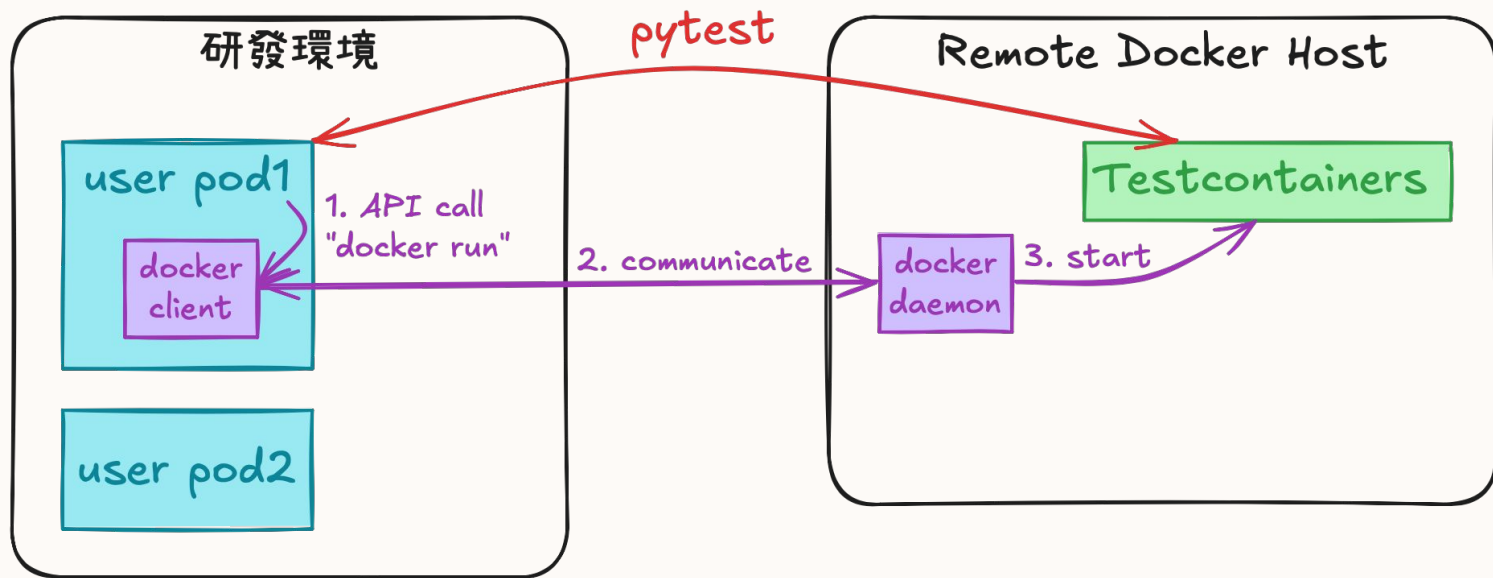 研發環境
pytest
Remote Docker Host
user pod1
1. API call
"docker run"
docker
client
2. communicate
docker
daemon
3. start
Testcontainers
user pod2